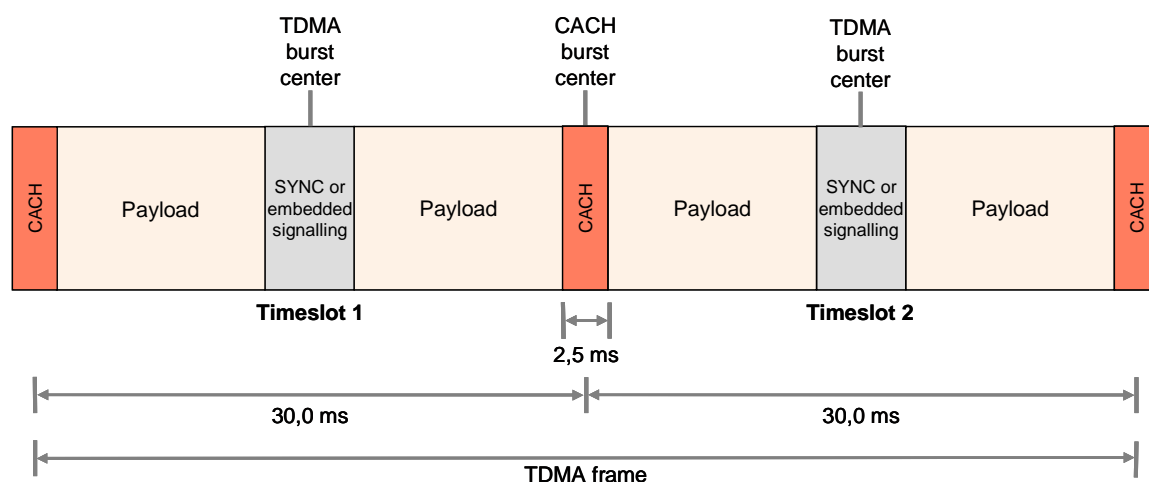 TDMA
burst
center
CACH
burst
center
TDMA
burst
center
CACH
Payload
SYNC or
embedded
signalling
Payload
CACH
Payload
SYNC or
embedded
signalling
Payload
CACH
Timeslot 1
Timeslot 2
2,5 ms
30,0 ms
30,0 ms
TDMA frame